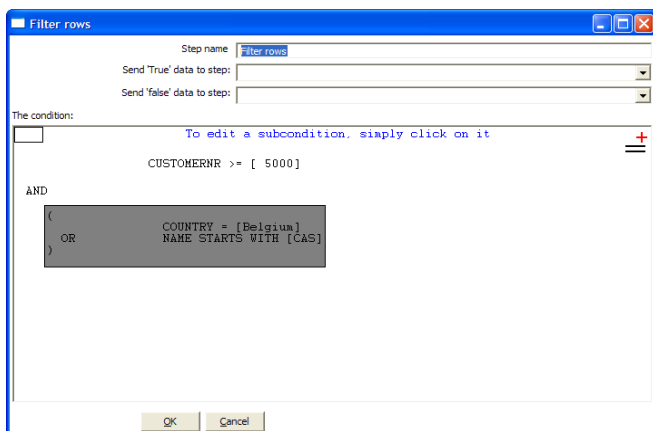 Filter rows
Step name Filter rows
Send 'True' data to step:
Send 'false' data to step:
The condition:
To edit a subcondition, simply click on it
CUSTOMERNR >= [ 5000]
AND
(
COUNTRY = [Belgium]
OR NAME STARTS WITH [CAS]
)
OK Cancel